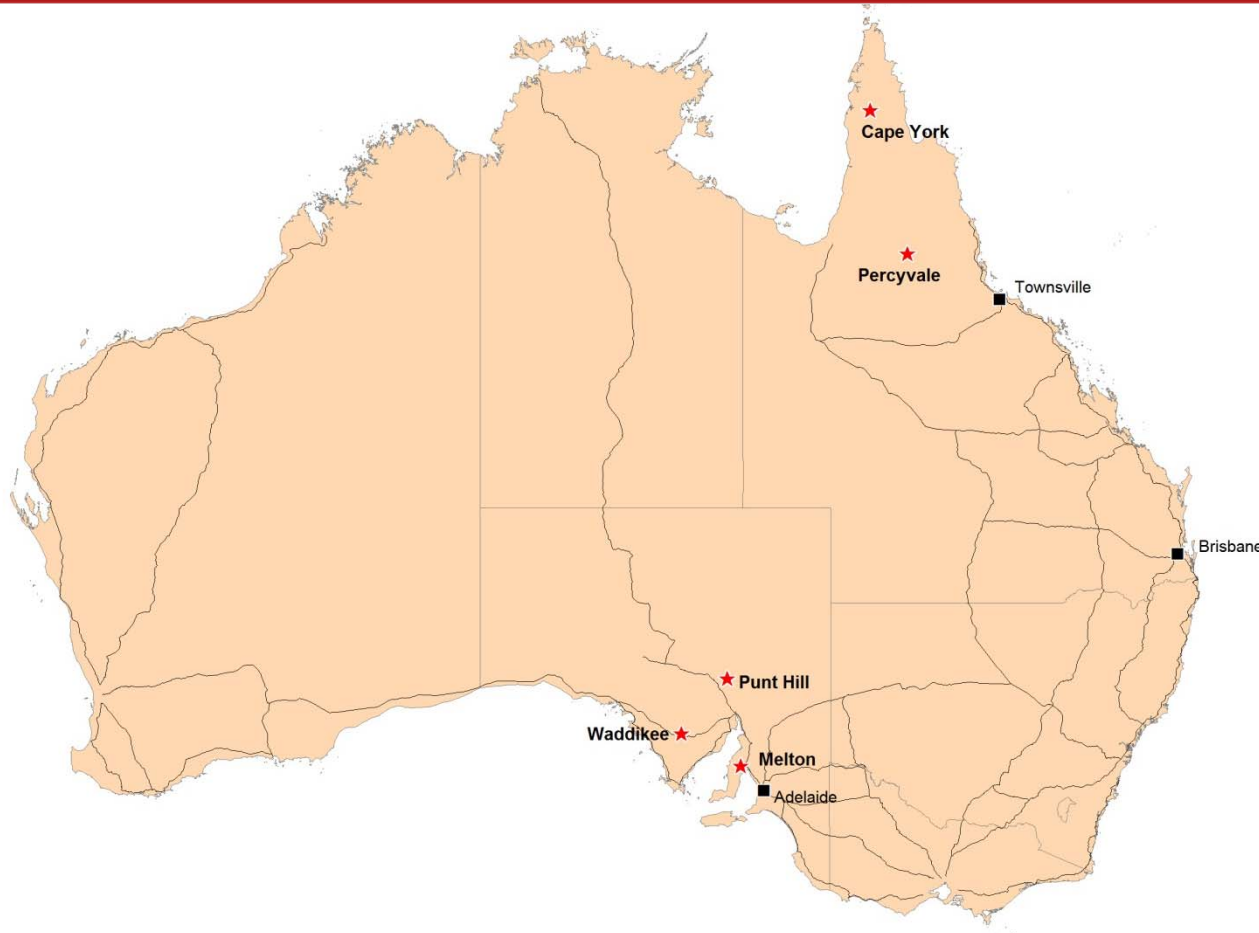 Cape York
Percyvale
Townsville
Brisbane
Punt Hill
Waddikee
Melton
Adelaide